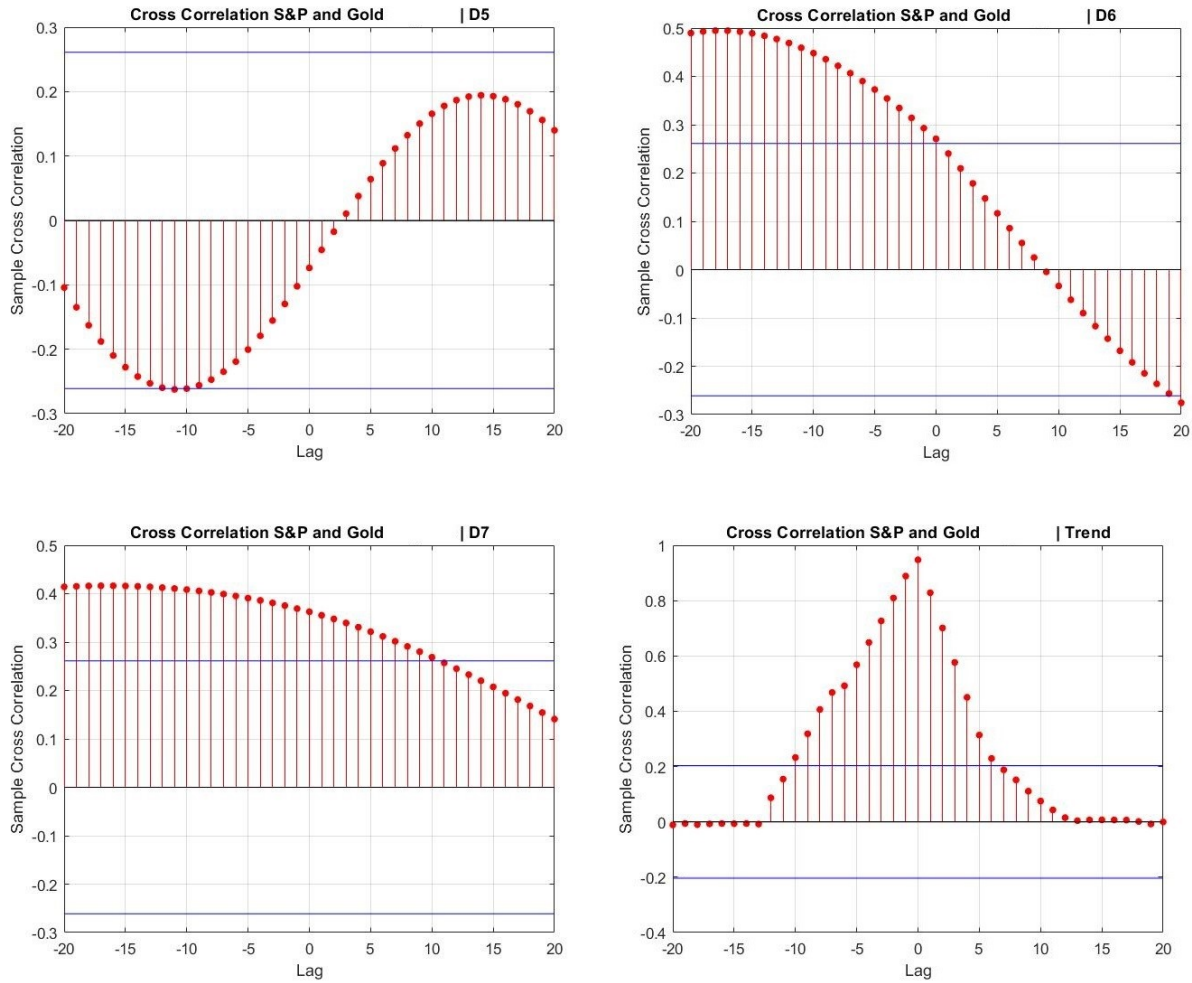 Cross Correlation S&P and Gold | D5
Sample Cross Correlation
0.3
0.2
0.1
0
-0.1
-0.2
-0.3
-20 -15 -10 -5 0 5 10 15 20
Lag
Cross Correlation S&P and Gold | D6
Sample Cross Correlation
0.5
0.4
0.3
0.2
0.1
0
-0.1
-0.2
-0.3
-20 -15 -10 -5 0 5 10 15 20
Lag
Cross Correlation S&P and Gold | D7
Sample Cross Correlation
0.5
0.4
0.3
0.2
0.1
0
-0.1
-0.2
-0.3
-20 -15 -10 -5 0 5 10 15 20
Lag
Cross Correlation S&P and Gold | Trend
Sample Cross Correlation
1
0.8
0.6
0.4
0.2
0
-0.2
-0.4
-20 -15 -10 -5 0 5 10 15 20
Lag